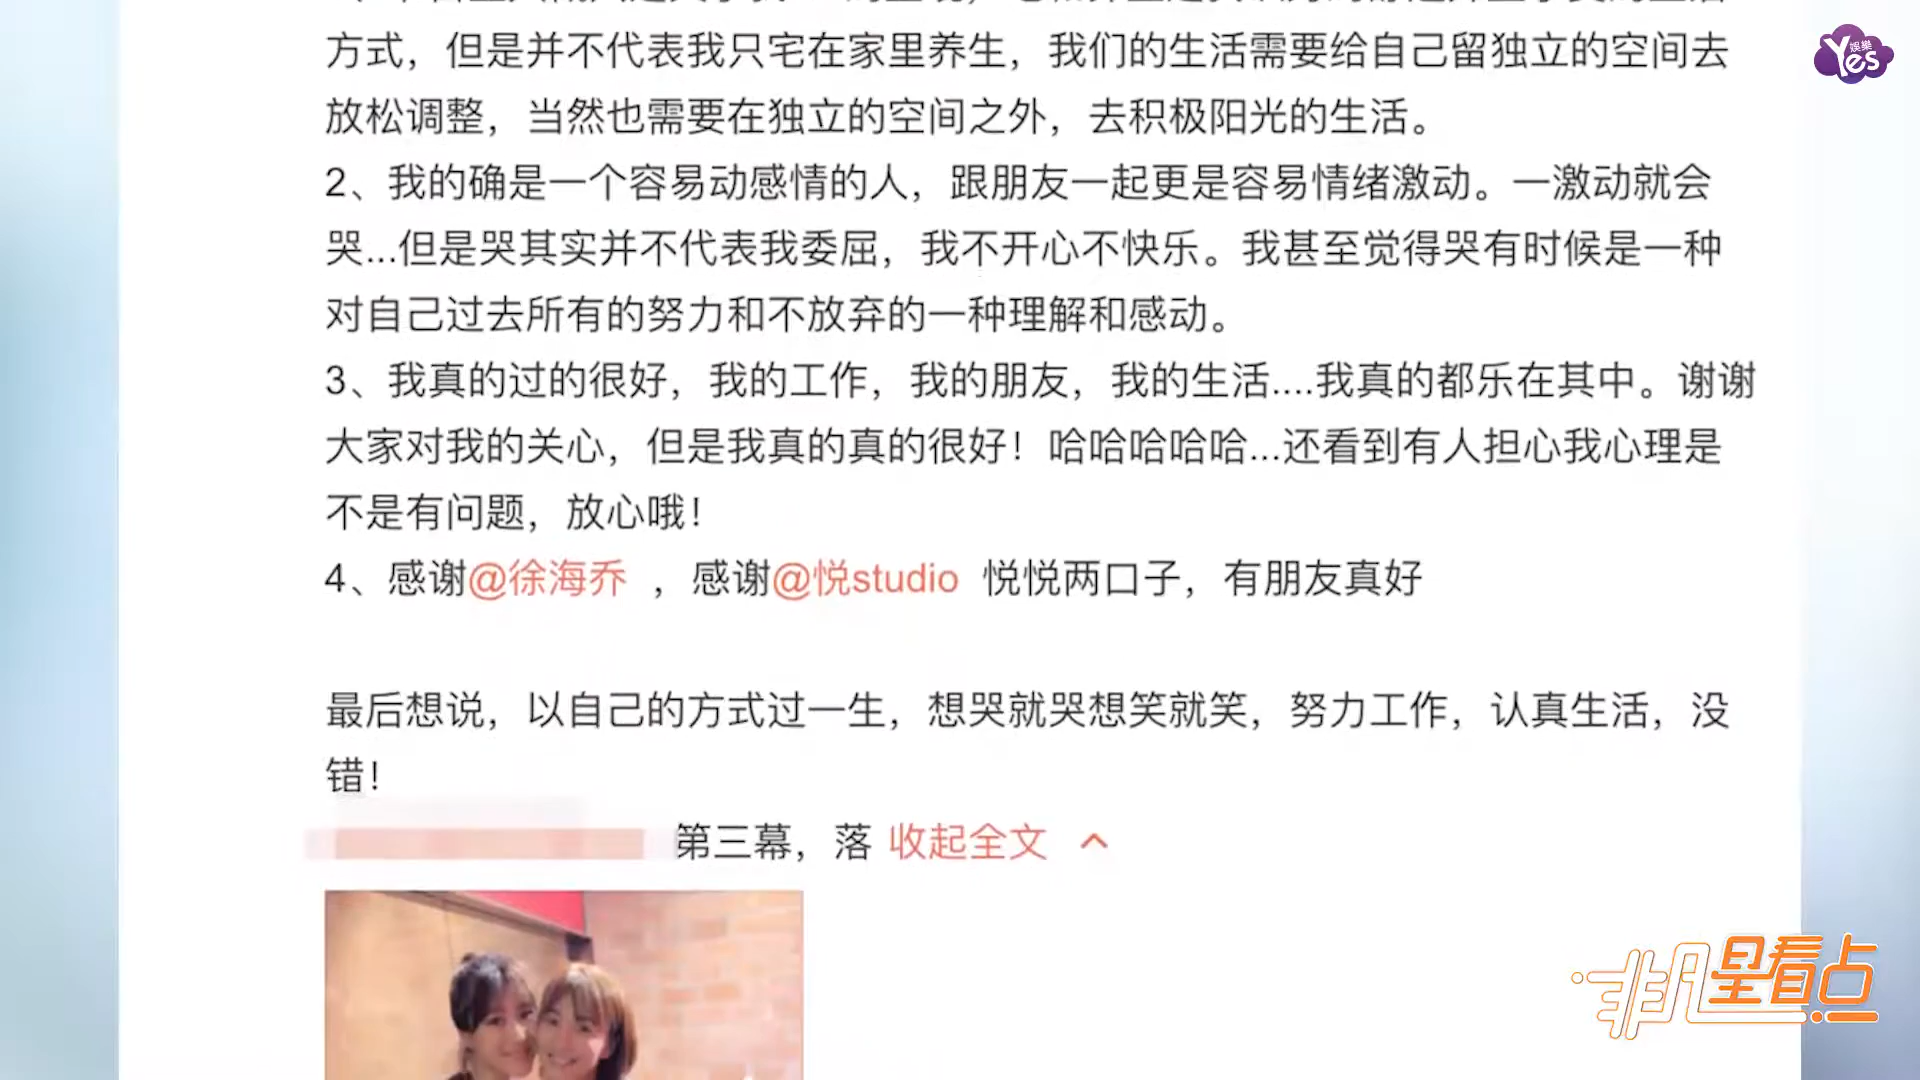 方式，但是并不代表我只宅在家里养生，我们的生活需要给自己留独立的空间去
放松调整，当然也需要在独立的空间之外，去积极阳光的生活。
2、我的确是一个容易动感情的人，跟朋友一起更是容易情绪激动。一激动就会
哭...但是哭其实并不代表我委屈，我不开心不快乐。我甚至觉得哭有时候是一种
对自己过去所有的努力和不放弃的一种理解和感动。
3、我真的过的很好，我的工作，我的朋友，我的生活....我真的都乐在其中。谢谢
大家对我的关心，但是我真的真的很好！哈哈哈哈哈...还看到有人担心我心理是
不是有问题，放心哦！
4、感谢@徐海乔 ，感谢@悦studio 悦悦两口子，有朋友真好
最后想说，以自己的方式过一生，想哭就哭想笑就笑，努力工作，认真生活，没
错！
第三幕，落 收起全文
Yes 娛樂
非凡星看点